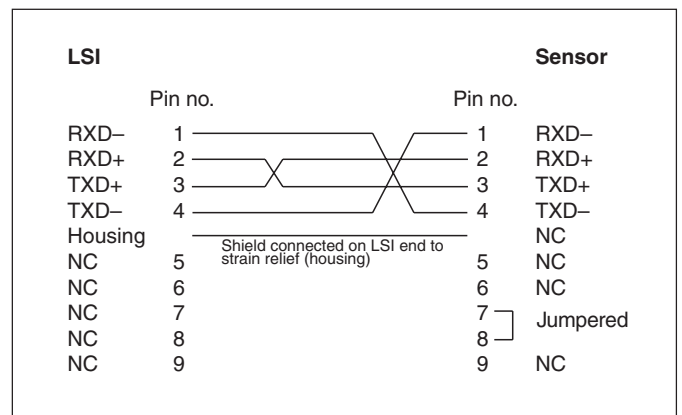 LSI Sensor
Pin no. Pin no.
RXD– 1 1 RXD–
RXD+ 2 2 RXD+
TXD+ 3 3 TXD+
TXD– 4 4 TXD–
Housing Shield connected on LSI end to NC
strain relief (housing)
NC 5 5 NC
NC 6 6 NC
NC 7 7 Jumpered
NC 8 8
NC 9 9 NC